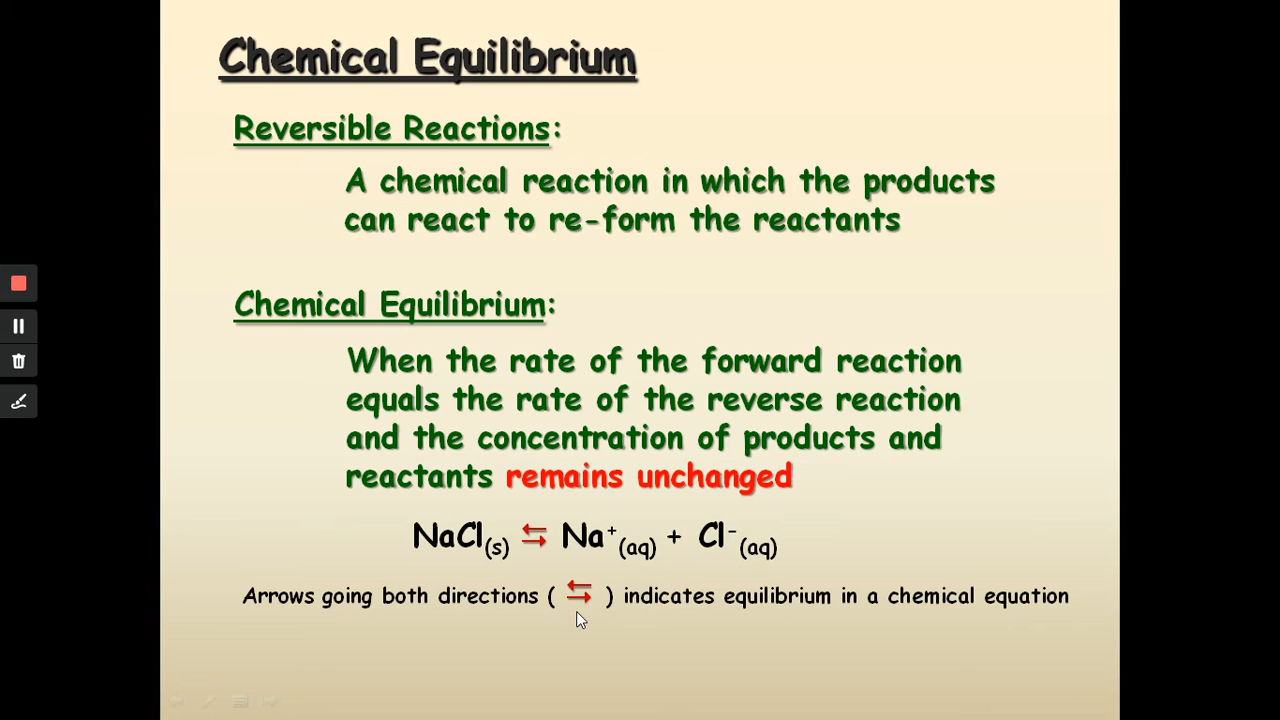 Chemical Equilibrium
Reversible Reactions:
A chemical reaction in which the products
can react to re-form the reactants
Chemical Equilibrium:
When the rate of the forward reaction
equals the rate of the reverse reaction
and the concentration of products and
reactants remains unchanged
NaCl(s) ⇆ Na⁺(aq) + Cl⁻(aq)
Arrows going both directions ( ⇆ ) indicates equilibrium in a chemical equation